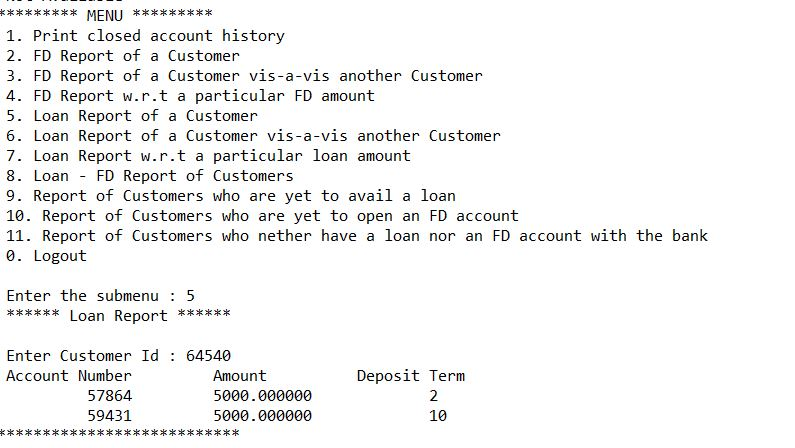 ********* MENU *********
1. Print closed account history
2. FD Report of a Customer
3. FD Report of a Customer vis-a-vis another Customer
4. FD Report w.r.t a particular FD amount
5. Loan Report of a Customer
6. Loan Report of a Customer vis-a-vis another Customer
7. Loan Report w.r.t a particular loan amount
8. Loan - FD Report of Customers
9. Report of Customers who are yet to avail a loan
10. Report of Customers who are yet to open an FD account
11. Report of Customers who nether have a loan nor an FD account with the bank
0. Logout
Enter the submenu : 5
****** Loan Report ******
Enter Customer Id : 64540
Account Number Amount Deposit Term
57864 5000.000000 2
59431 5000.000000 10
***************************